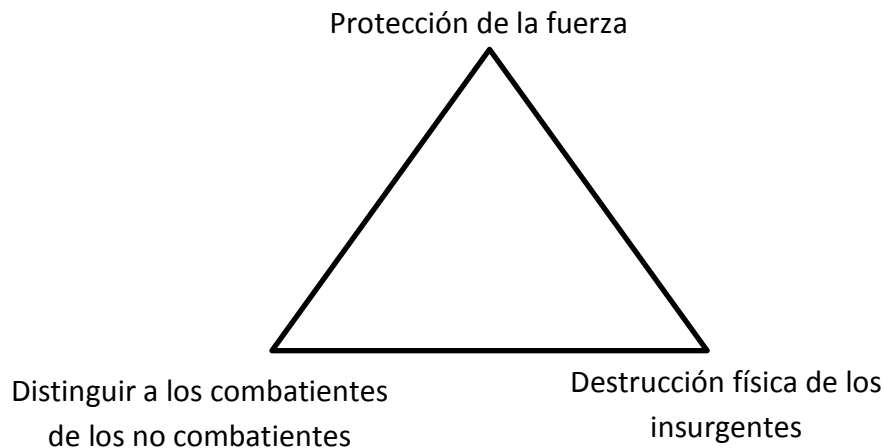 Protección de la fuerza
Distinguir a los combatientes
de los no combatientes
Destrucción física de los
insurgentes